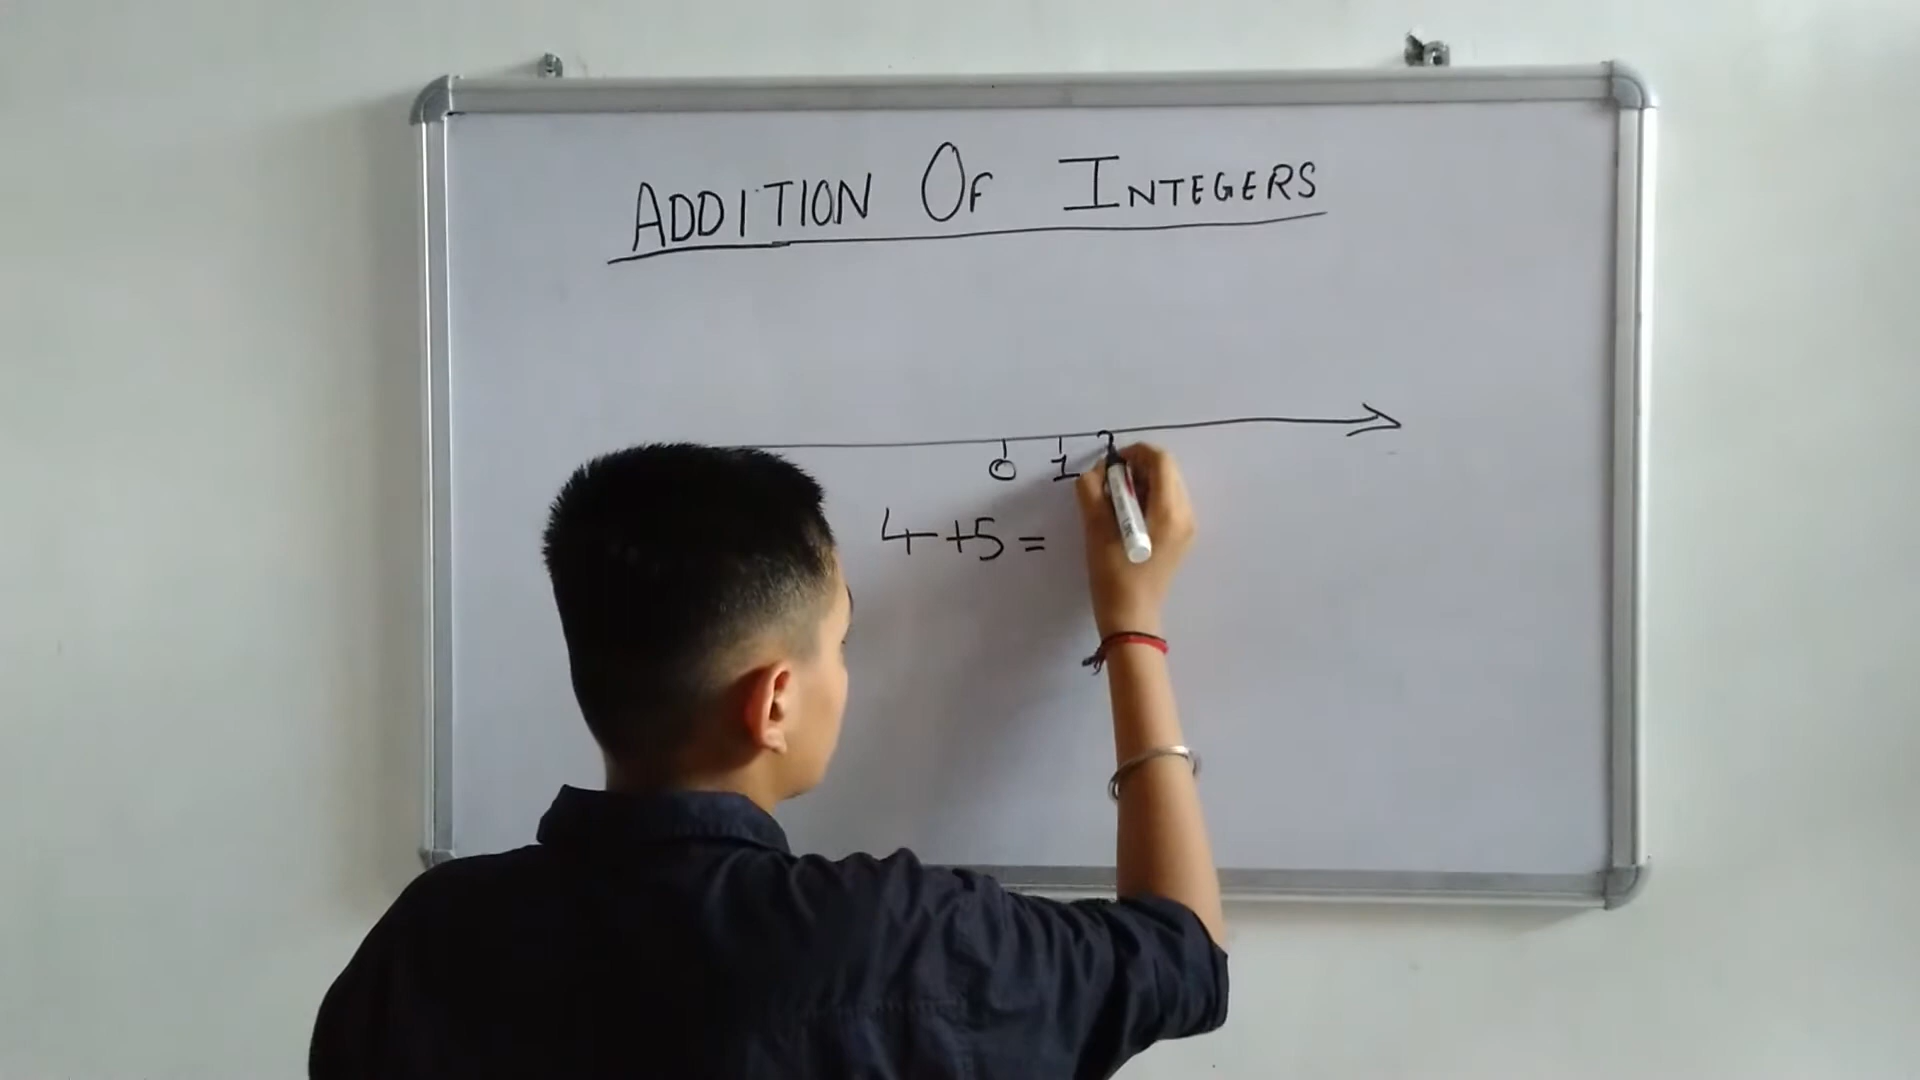 ADDITION OF INTEGERS
0 1
4+5=